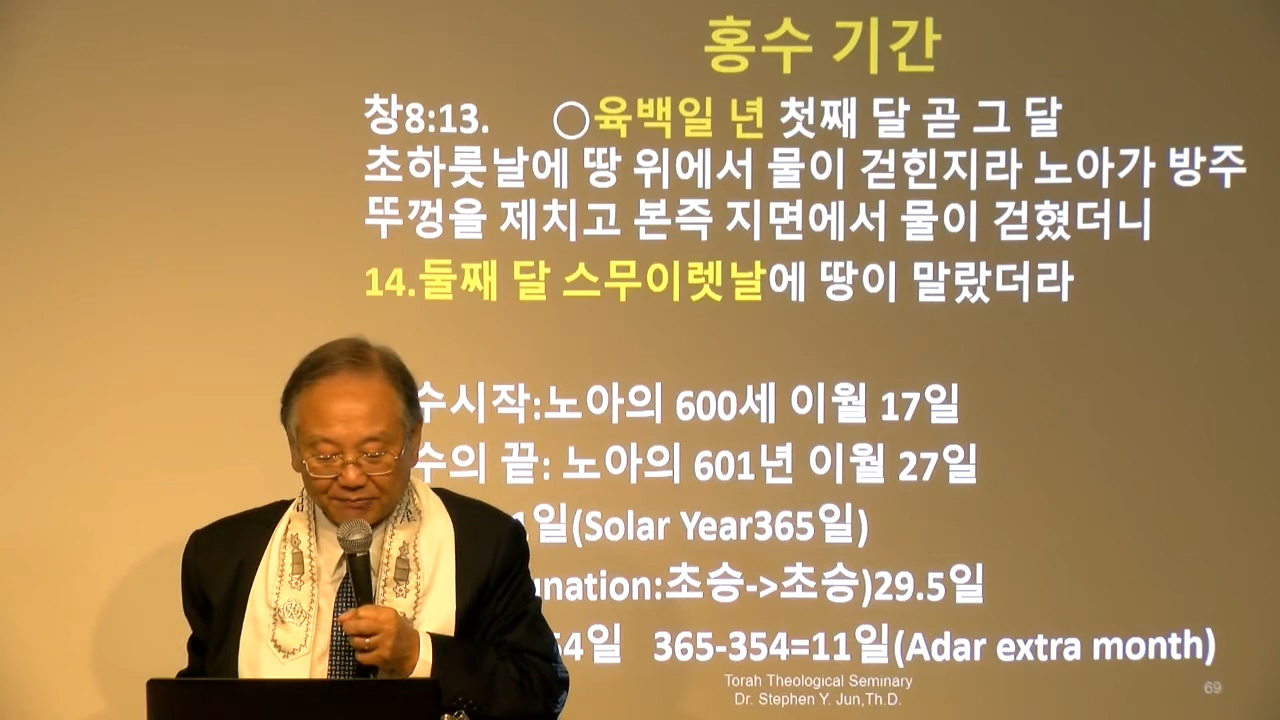 홍수 기간
창8:13. ○육백일 년 첫째 달 곧 그 달
초하룻날에 땅 위에서 물이 걷힌지라 노아가 방주
뚜껑을 제치고 본즉 지면에서 물이 걷혔더니
14.둘째 달 스무이렛날에 땅이 말랐더라
수시작:노아의 600세 이월 17일
수의 끝: 노아의 601년 이월 27일
1일(Solar Year365일)
nation:초승->초승)29.5일
54일 365-354=11일(Adar extra month)
Torah Theological Seminary
Dr. Stephen Y. Jun,Th.D.
69